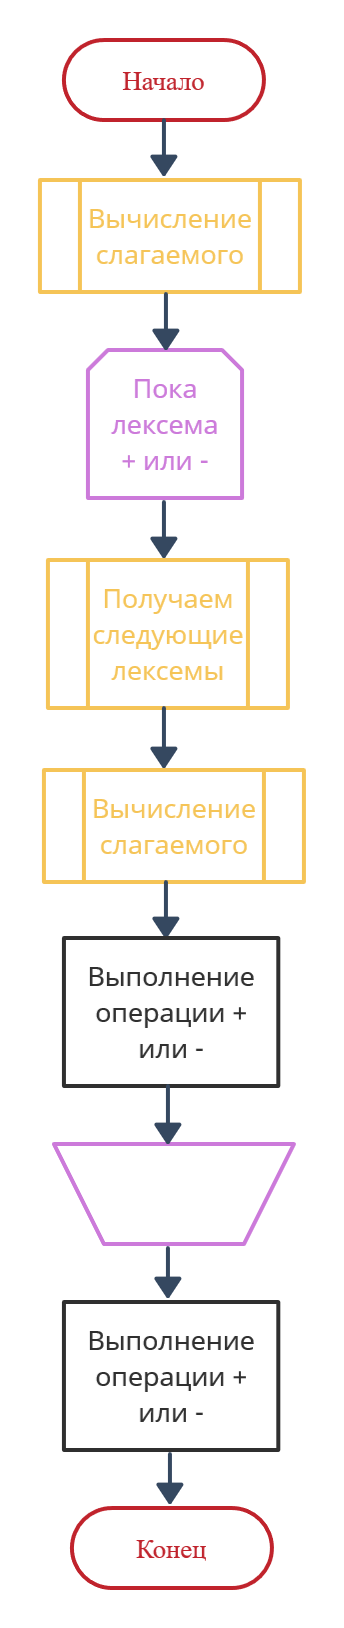 Начало
Вычисление
слагаемого
Пока
лексема
+ или -
Получаем
следующие
лексемы
Вычисление
слагаемого
Выполнение
операции +
или -
Выполнение
операции +
или -
Конец